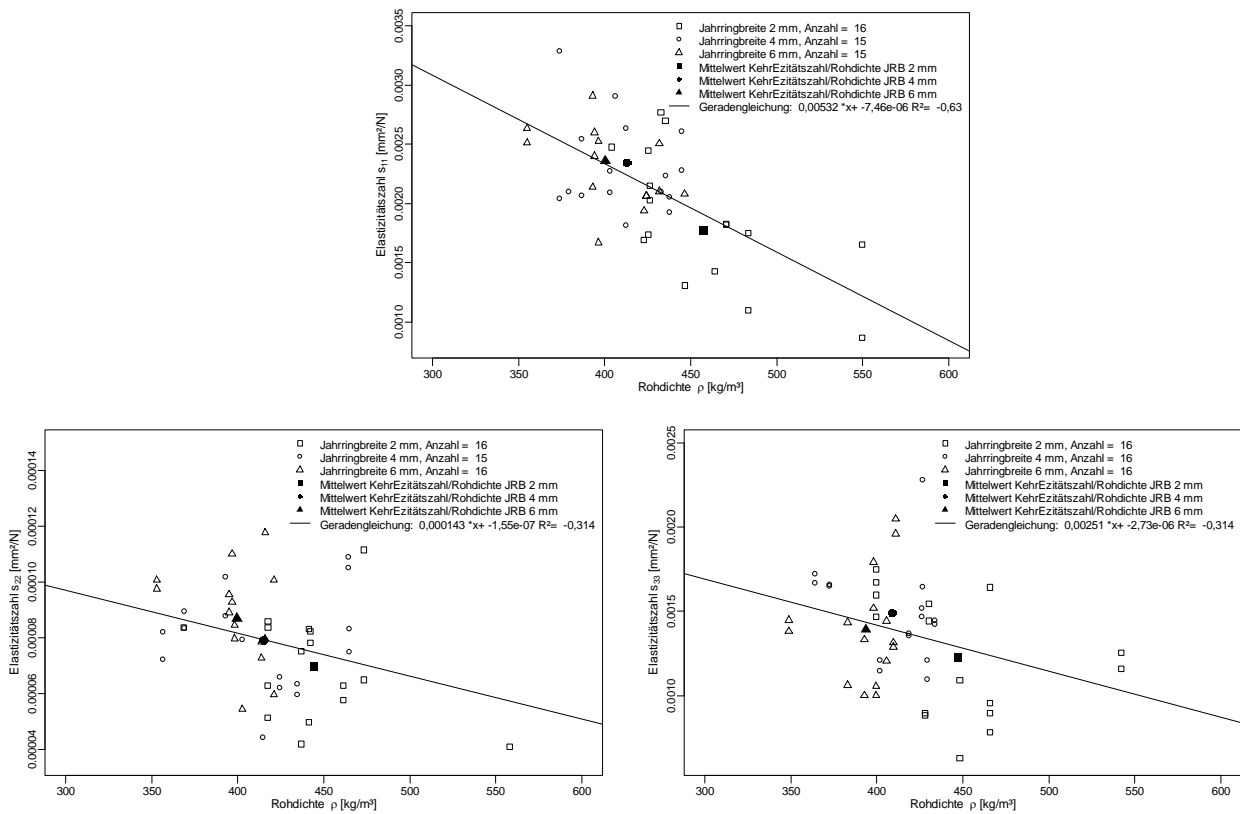 Elastizitätszahl s₁₁ [mm²/N]
0.0010 0.0015 0.0020 0.0025 0.0030 0.0035
Jahrringbreite 2 mm, Anzahl = 16
Jahrringbreite 4 mm, Anzahl = 15
Jahrringbreite 6 mm, Anzahl = 15
Mittelwert KehrEzitätszahl/Rohdichte JRB 2 mm
Mittelwert KehrEzitätszahl/Rohdichte JRB 4 mm
Mittelwert KehrEzitätszahl/Rohdichte JRB 6 mm
Geradengleichung: 0,00532 *x+ -7,46e-06 R²= -0,63
300 350 400 450 500 550 600
Rohdichte ρ [kg/m³]
Elastizitätszahl s₂₂ [mm²/N]
0.00004 0.00006 0.00008 0.00010 0.00012 0.00014
Jahrringbreite 2 mm, Anzahl = 16
Jahrringbreite 4 mm, Anzahl = 15
Jahrringbreite 6 mm, Anzahl = 16
Mittelwert KehrEzitätszahl/Rohdichte JRB 2 mm
Mittelwert KehrEzitätszahl/Rohdichte JRB 4 mm
Mittelwert KehrEzitätszahl/Rohdichte JRB 6 mm
Geradengleichung: 0,000143 *x+ -1,55e-07 R²= -0,314
300 350 400 450 500 550 600
Rohdichte ρ [kg/m³]
Elastizitätszahl s₃₃ [mm²/N]
0.0010 0.0015 0.0020 0.0025
Jahrringbreite 2 mm, Anzahl = 16
Jahrringbreite 4 mm, Anzahl = 16
Jahrringbreite 6 mm, Anzahl = 16
Mittelwert KehrEzitätszahl/Rohdichte JRB 2 mm
Mittelwert KehrEzitätszahl/Rohdichte JRB 4 mm
Mittelwert KehrEzitätszahl/Rohdichte JRB 6 mm
Geradengleichung: 0,00251 *x+ -2,73e-06 R²= -0,314
300 350 400 450 500 550 600
Rohdichte ρ [kg/m³]